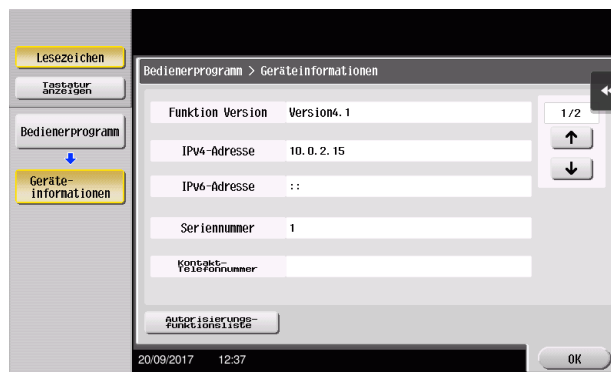 Lesezeichen
Tastatur
anzeigen
Bedienerprogramm
Geräte-
informationen
Bedienerprogramm > Geräteinformationen
Funktion Version Version4.1
1/2
IPv4-Adresse 10.0.2.15
IPv6-Adresse ::
Seriennummer 1
Kontakt-
Telefonnummer
Autorisierungs-
funktionsliste
20/09/2017 12:37
OK